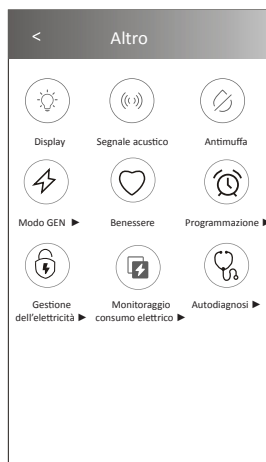 < Altro
Display Segnale acustico Antimuffa
Modo GEN ► Benessere Programmazione ►
Gestione Monitoraggio Autodiagnosi ►
dell'elettricità ► consumo elettrico ►